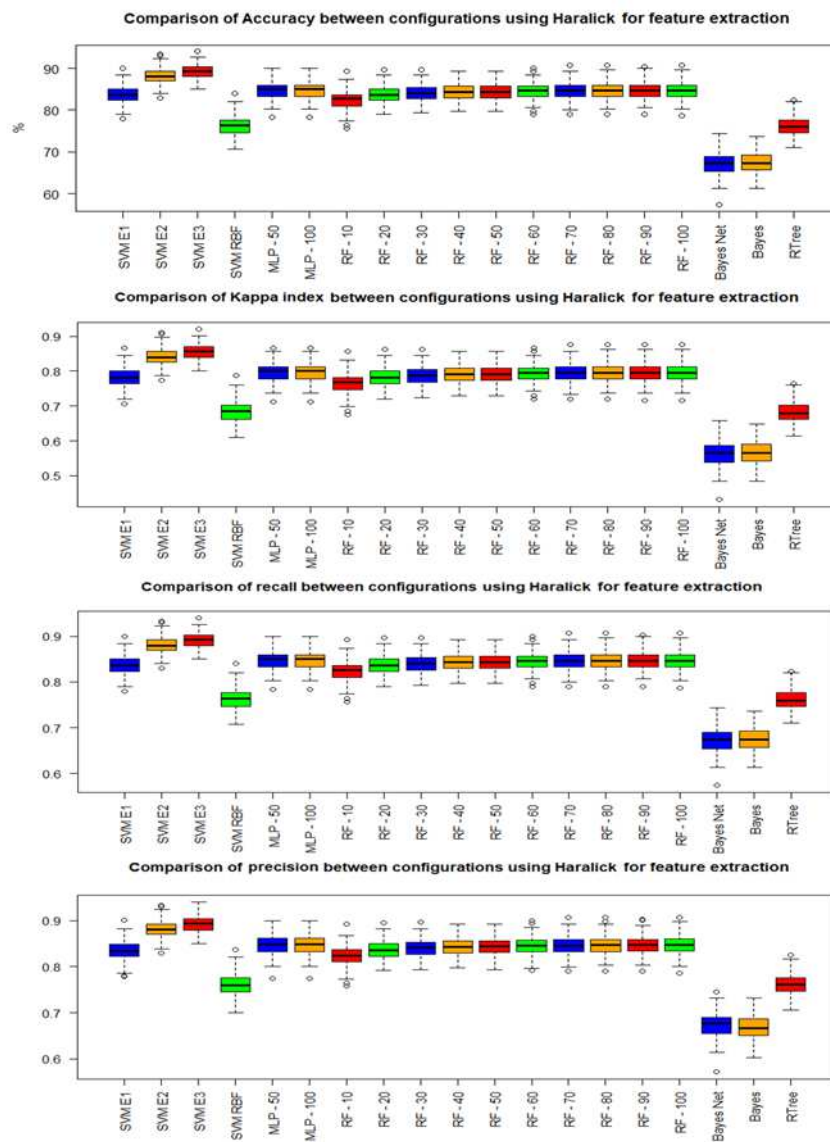 Comparison of Accuracy between configurations using Haralick for feature extraction
%
90
80
70
60
SVM E1
SVM E2
SVM E3
SVM RBF
MLP - 50
MLP - 100
RF - 10
RF - 20
RF - 30
RF - 40
RF - 50
RF - 60
RF - 70
RF - 80
RF - 90
RF - 100
Bayes Net
Bayes
RTree
Comparison of Kappa index between configurations using Haralick for feature extraction
0.9
0.8
0.7
0.6
0.5
SVM E1
SVM E2
SVM E3
SVM RBF
MLP - 50
MLP - 100
RF - 10
RF - 20
RF - 30
RF - 40
RF - 50
RF - 60
RF - 70
RF - 80
RF - 90
RF - 100
Bayes Net
Bayes
RTree
Comparison of recall between configurations using Haralick for feature extraction
0.9
0.8
0.7
0.6
SVM E1
SVM E2
SVM E3
SVM RBF
MLP - 50
MLP - 100
RF - 10
RF - 20
RF - 30
RF - 40
RF - 50
RF - 60
RF - 70
RF - 80
RF - 90
RF - 100
Bayes Net
Bayes
RTree
Comparison of precision between configurations using Haralick for feature extraction
0.9
0.8
0.7
0.6
SVM E1
SVM E2
SVM E3
SVM RBF
MLP - 50
MLP - 100
RF - 10
RF - 20
RF - 30
RF - 40
RF - 50
RF - 60
RF - 70
RF - 80
RF - 90
RF - 100
Bayes Net
Bayes
RTree